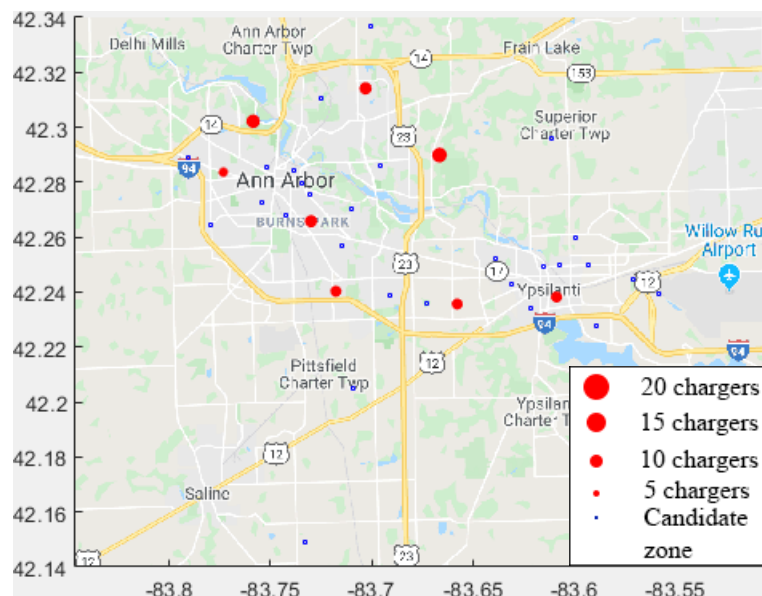 42.34
42.32
42.3
42.28
42.26
42.24
42.22
42.2
42.18
42.16
42.14
Delhi Mills
Ann Arbor
Charter Twp
14
Frain Lake
153
14
23
Superior
Charter Twp
94
Ann Arbor
BURNS PARK
23
17
Willow Ru
Airport
12
Ypsilanti
94
94
12
Pittsfield
Charter Twp
Ypsilan
Charter T
12
Saline
12
23
20 chargers
15 chargers
10 chargers
5 chargers
Candidate
zone
-83.8
-83.75
-83.7
-83.65
-83.6
-83.55